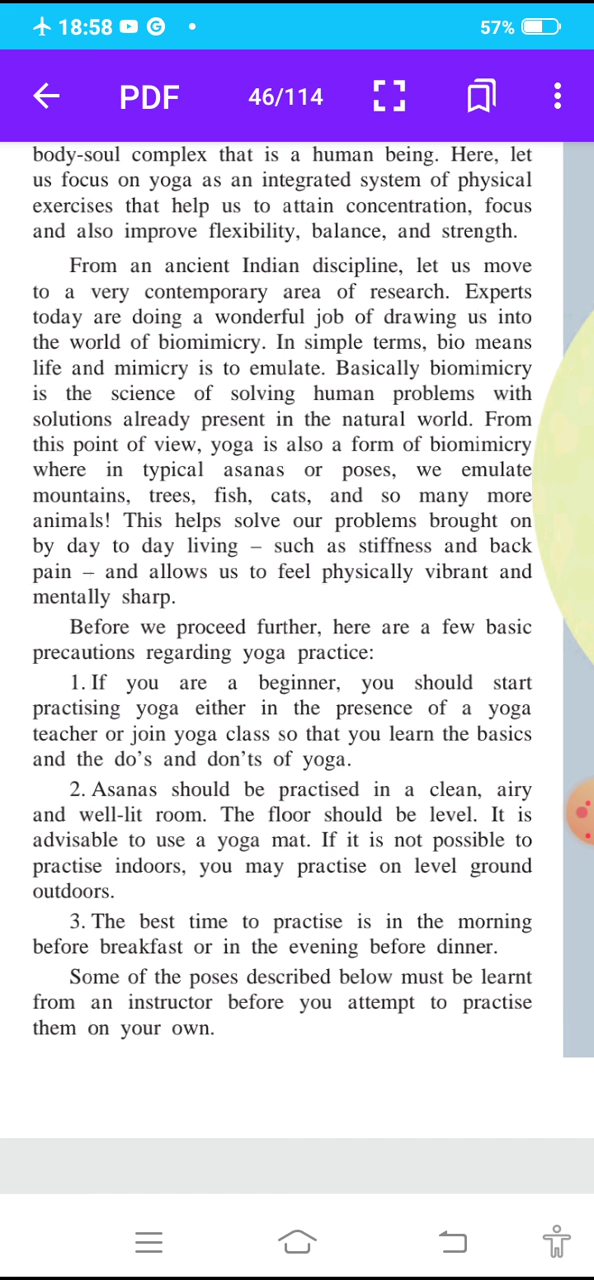 18:58
57%
PDF 46/114
body-soul complex that is a human being. Here, let
us focus on yoga as an integrated system of physical
exercises that help us to attain concentration, focus
and also improve flexibility, balance, and strength.
From an ancient Indian discipline, let us move
to a very contemporary area of research. Experts
today are doing a wonderful job of drawing us into
the world of biomimicry. In simple terms, bio means
life and mimicry is to emulate. Basically biomimicry
is the science of solving human problems with
solutions already present in the natural world. From
this point of view, yoga is also a form of biomimicry
where in typical asanas or poses, we emulate
mountains, trees, fish, cats, and so many more
animals! This helps solve our problems brought on
by day to day living – such as stiffness and back
pain – and allows us to feel physically vibrant and
mentally sharp.
Before we proceed further, here are a few basic
precautions regarding yoga practice:
1. If you are a beginner, you should start
practising yoga either in the presence of a yoga
teacher or join yoga class so that you learn the basics
and the do’s and don’ts of yoga.
2. Asanas should be practised in a clean, airy
and well-lit room. The floor should be level. It is
advisable to use a yoga mat. If it is not possible to
practise indoors, you may practise on level ground
outdoors.
3. The best time to practise is in the morning
before breakfast or in the evening before dinner.
Some of the poses described below must be learnt
from an instructor before you attempt to practise
them on your own.